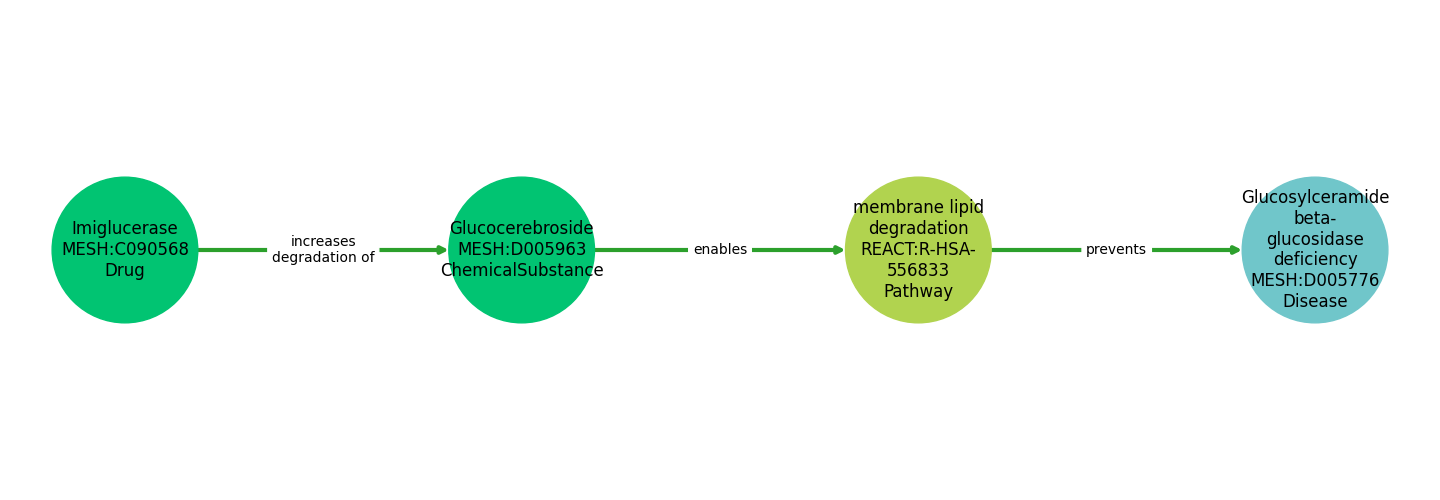 Imiglucerase
MESH:C090568
Drug
increases
degradation of
Glucocerebroside
MESH:D005963
ChemicalSubstance
enables
membrane lipid
degradation
REACT:R-HSA-
556833
Pathway
prevents
Glucosylceramide
beta-
glucosidase
deficiency
MESH:D005776
Disease